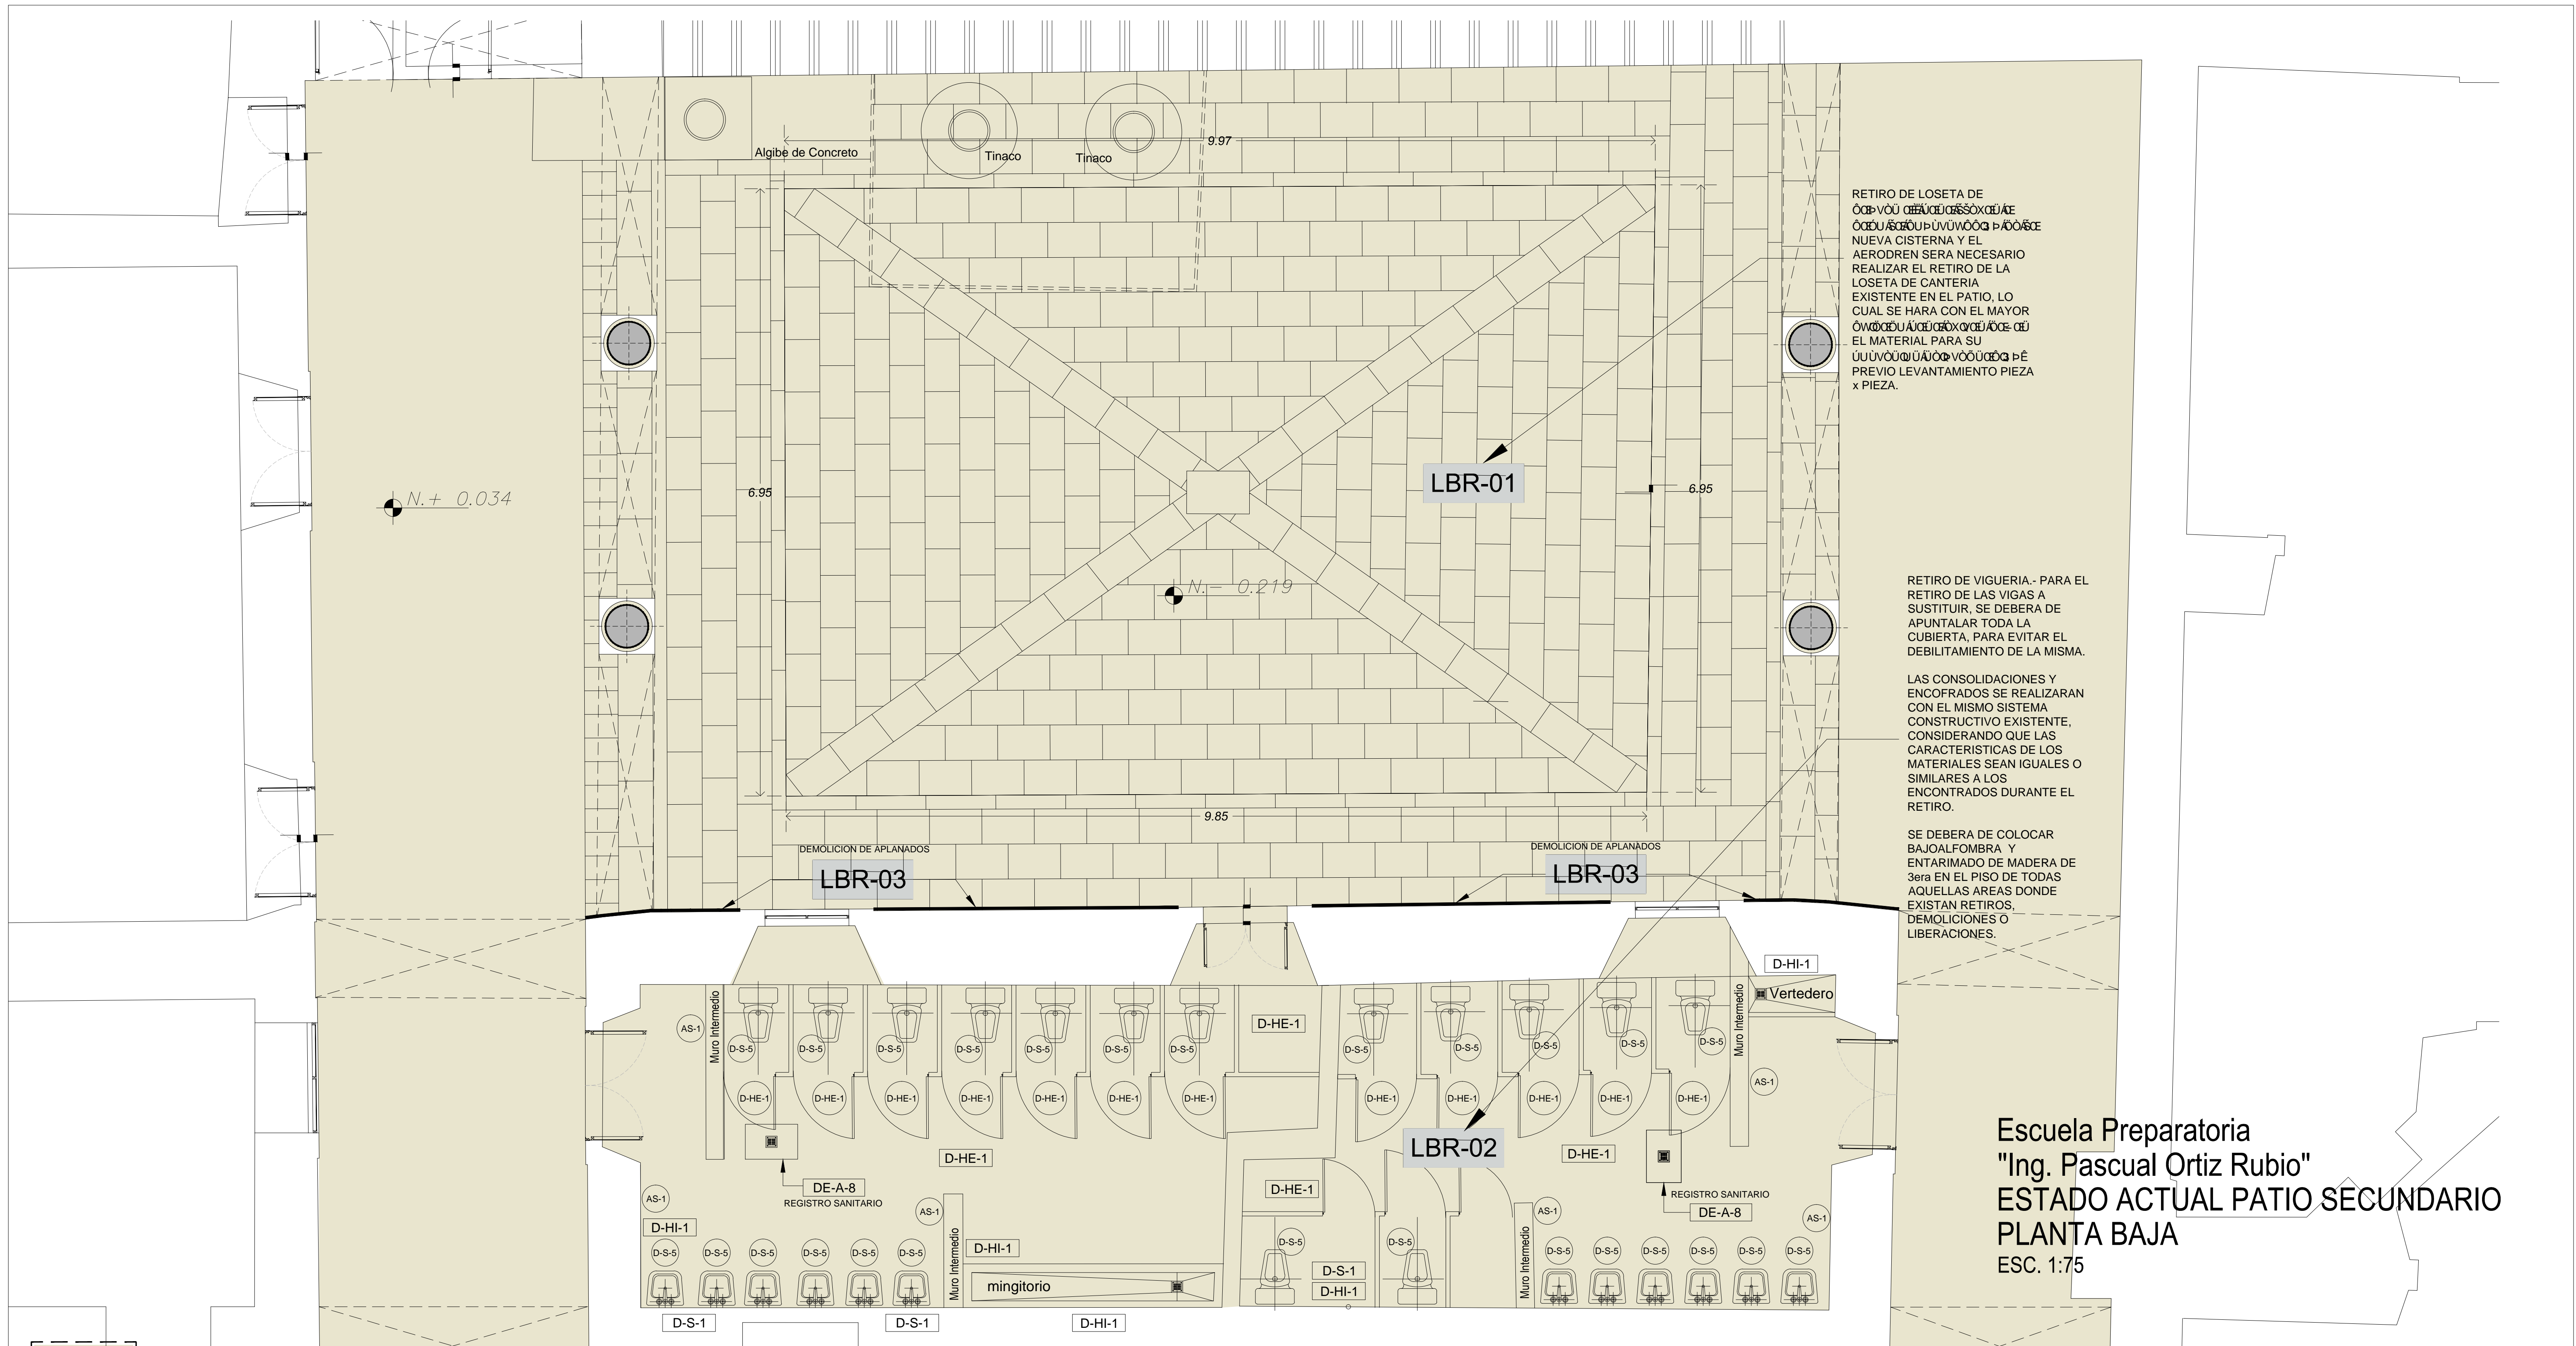 Algibe de Concreto
Tinaco
Tinaco
9.97
RETIRO DE LOSETA DE
NUEVA CISTERNA Y EL
AERODREN SERA NECESARIO
REALIZAR EL RETIRO DE LA
LOSETA DE CANTERIA
EXISTENTE EN EL PATIO, LO
CUAL SE HARA CON EL MAYOR
EL MATERIAL PARA SU
PREVIO LEVANTAMIENTO PIEZA
x PIEZA.
LBR-01
6.95
6.95
N.+ 0.034
N.- 0.219
RETIRO DE VIGUERIA.- PARA EL
RETIRO DE LAS VIGAS A
SUSTITUIR, SE DEBERA DE
APUNTALAR TODA LA
CUBIERTA, PARA EVITAR EL
DEBILITAMIENTO DE LA MISMA.
LAS CONSOLIDACIONES Y
ENCOFRADOS SE REALIZARAN
CON EL MISMO SISTEMA
CONSTRUCTIVO EXISTENTE,
CONSIDERANDO QUE LAS
CARACTERISTICAS DE LOS
MATERIALES SEAN IGUALES O
SIMILARES A LOS
ENCONTRADOS DURANTE EL
RETIRO.
SE DEBERA DE COLOCAR
BAJOALFOMBRA Y
ENTARIMADO DE MADERA DE
3era EN EL PISO DE TODAS
AQUELLAS AREAS DONDE
EXISTAN RETIROS,
DEMOLICIONES O
LIBERACIONES.
9.85
DEMOLICION DE APLANADOS
LBR-03
DEMOLICION DE APLANADOS
LBR-03
D-HI-1
Vertedero
Muro Intermedio
Muro Intermedio
AS-1
D-S-5
D-S-5
D-S-5
D-S-5
D-S-5
D-S-5
D-S-5
D-HE-1
D-S-5
D-S-5
D-S-5
D-S-5
D-S-5
AS-1
D-HE-1
D-HE-1
D-HE-1
D-HE-1
D-HE-1
D-HE-1
D-HE-1
D-HE-1
D-HE-1
D-HE-1
D-HE-1
D-HE-1
LBR-02
D-HE-1
D-HE-1
DE-A-8
REGISTRO SANITARIO
D-HE-1
REGISTRO SANITARIO
DE-A-8
AS-1
AS-1
AS-1
AS-1
D-HI-1
D-S-5
D-S-5
D-S-5
D-S-5
D-S-5
D-S-5
Muro Intermedio
D-HI-1
mingitorio
D-S-5
D-S-1
D-HI-1
D-S-5
Muro Intermedio
D-S-5
D-S-5
D-S-5
D-S-5
D-S-5
D-S-5
D-S-1
D-S-1
D-HI-1
Escuela Preparatoria
"Ing. Pascual Ortiz Rubio"
ESTADO ACTUAL PATIO SECUNDARIO
PLANTA BAJA
ESC. 1:75